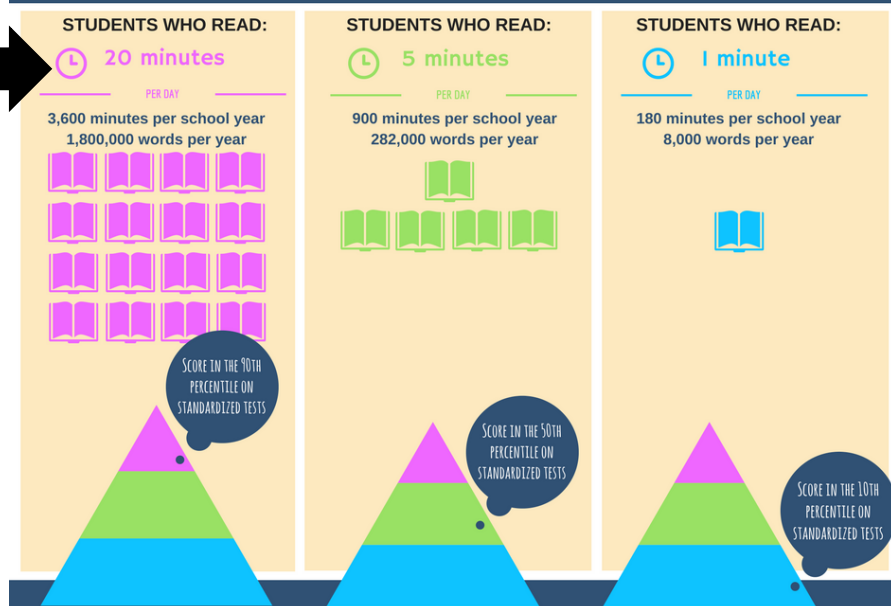 STUDENTS WHO READ:
20 minutes
PER DAY
3,600 minutes per school year
1,800,000 words per year
SCORE IN THE 90TH
PERCENTILE ON
STANDARDIZED TESTS
STUDENTS WHO READ:
5 minutes
PER DAY
900 minutes per school year
282,000 words per year
SCORE IN THE 50TH
PERCENTILE ON
STANDARDIZED TESTS
STUDENTS WHO READ:
1 minute
PER DAY
180 minutes per school year
8,000 words per year
SCORE IN THE 10TH
PERCENTILE ON
STANDARDIZED TESTS